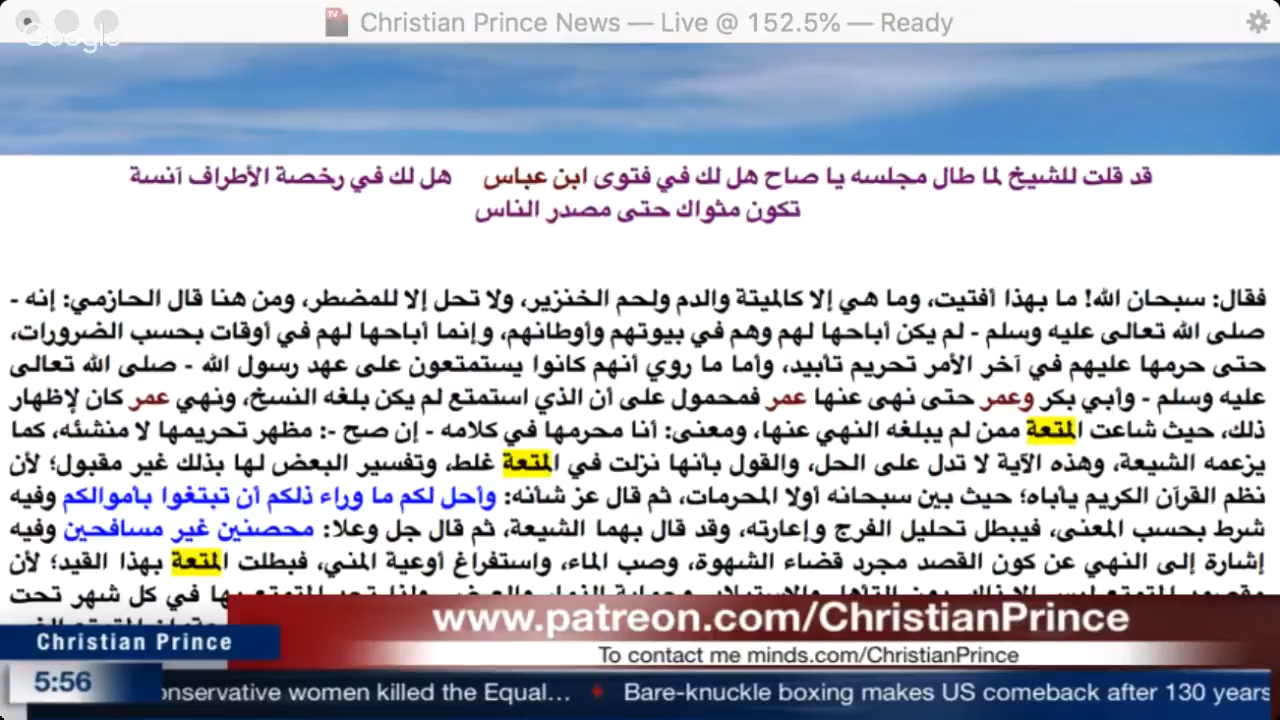 Christian Prince News — Live @ 152.5% — Ready
Google
قد قلت للشيخ لما طال مجلسه يا صاح هل لك في فتوى ابن عباس هل لك في رخصة الأطراف آنسة
تكون مثواك حتى مصدر الناس
فقال: سبحان الله! ما بهذا أفتيت، وما هي إلا كالميتة والدم ولحم الخنزير، ولا تحل إلا للمضطر، ومن هنا قال الحازمي: إنه -
صلى الله تعالى عليه وسلم - لم يكن أباحها لهم وهم في بيوتهم وأوطانهم، وإنما أباحها لهم في أوقات بحسب الضرورات،
حتى حرمها عليهم في آخر الأمر تحريم تأبيد، وأما ما روي أنهم كانوا يستمتعون على عهد رسول الله - صلى الله تعالى
عليه وسلم - وأبي بكر وعمر حتى نهى عنها عمر فمحمول على أن الذي استمتع لم يكن بلغه النسخ، ونهي عمر كان لإظهار
ذلك، حيث شاعت المتعة ممن لم يبلغه النهي عنها، ومعنى: أنا محرمها في كلامه - إن صح -: مظهر تحريمها لا منشئه، كما
يزعمه الشيعة، وهذه الآية لا تدل على الحل، والقول بأنها نزلت في المتعة غلط، وتفسير البعض لها بذلك غير مقبول؛ لأن
نظم القرآن الكريم يأباه؛ حيث بين سبحانه أولا المحرمات، ثم قال عز شأنه: وأحل لكم ما وراء ذلكم أن تبتغوا بأموالكم وفيه
شرط بحسب المعنى، فيبطل تحليل الفرج وإعارته، وقد قال بهما الشيعة، ثم قال جل وعلا: محصنين غير مسافحين وفيه
إشارة إلى النهي عن كون القصد مجرد قضاء الشهوة، وصب الماء، واستفراغ أوعية المني، فبطلت المتعة بهذا القيد؛ لأن
في كل شهر تحت
www.patreon.com/ChristianPrince
Christian Prince
To contact me minds.com/ChristianPrince
5:56 onservative women killed the Equal... Bare-knuckle boxing makes US comeback after 130 years